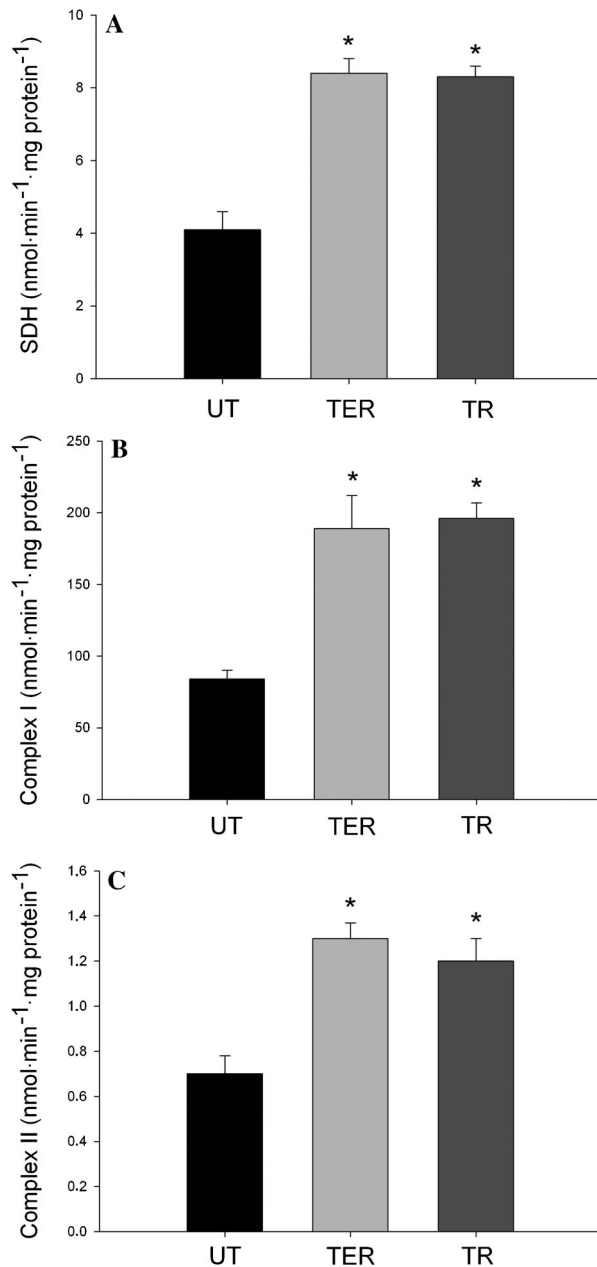 A
SDH (nmol·min⁻¹·mg protein⁻¹)
10
8
6
4
2
0
* *
UT TER TR
B
Complex I (nmol·min⁻¹·mg protein⁻¹)
250
200
150
100
50
0
* *
UT TER TR
C
Complex II (nmol·min⁻¹·mg protein⁻¹)
1.6
1.4
1.2
1.0
0.8
0.6
0.4
0.2
0.0
* *
UT TER TR